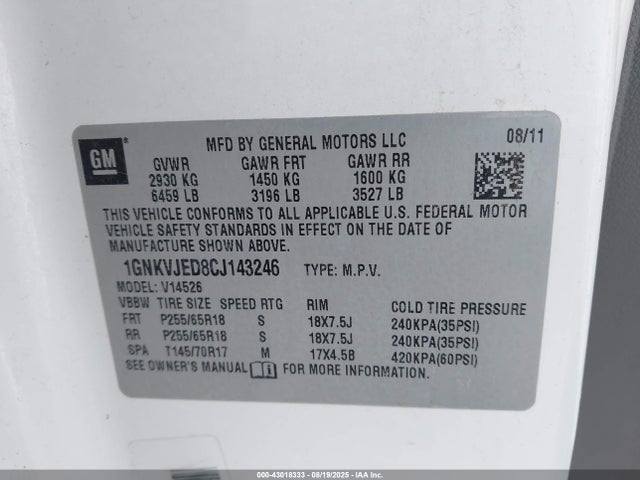 GM
MFD BY GENERAL MOTORS LLC 08/11
GVWR GAWR FRT GAWR RR
2930 KG 1450 KG 1600 KG
6459 LB 3196 LB 3527 LB
THIS VEHICLE CONFORMS TO ALL APPLICABLE U.S. FEDERAL MOTOR
VEHICLE SAFETY STANDARDS IN EFFECT ON THE DATE OF
MANUFACTURE SHOWN ABOVE.
1GNKVJED8CJ143246 TYPE: M.P.V.
MODEL: V14526
VBBW TIRE SIZE SPEED RTG RIM COLD TIRE PRESSURE
FRT P255/65R18 S 18X7.5J 240KPA(35PSI)
RR P255/65R18 S 18X7.5J 240KPA(35PSI)
SPA T145/70R17 M 17X4.5B 420KPA(60PSI)
SEE OWNER'S MANUAL FOR MORE INFORMATION.
000-43018333 - 08/19/2025 - IAA Inc.